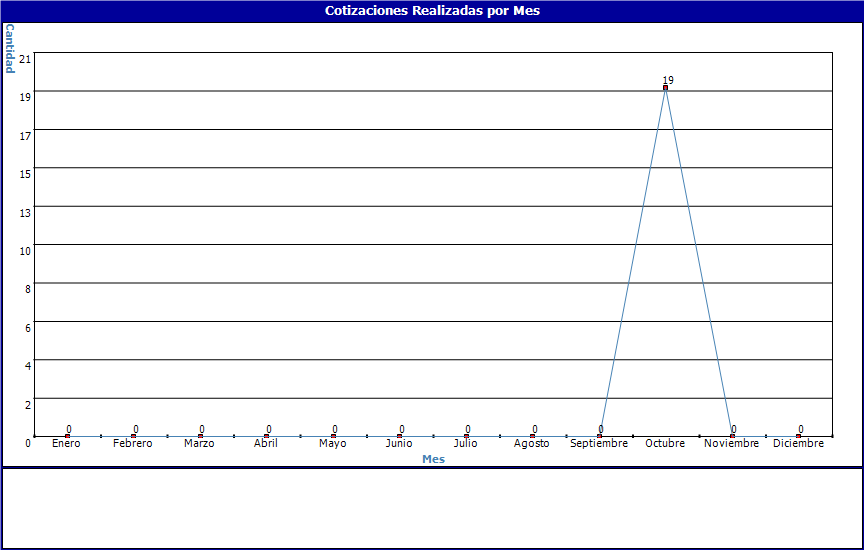 Cotizaciones Realizadas por Mes
Cantidad
21
19
17
15
13
10
8
6
4
2
0
19
0 0 0 0 0 0 0 0 0 0 0
Enero Febrero Marzo Abril Mayo Junio Julio Agosto Septiembre Octubre Noviembre Diciembre
Mes